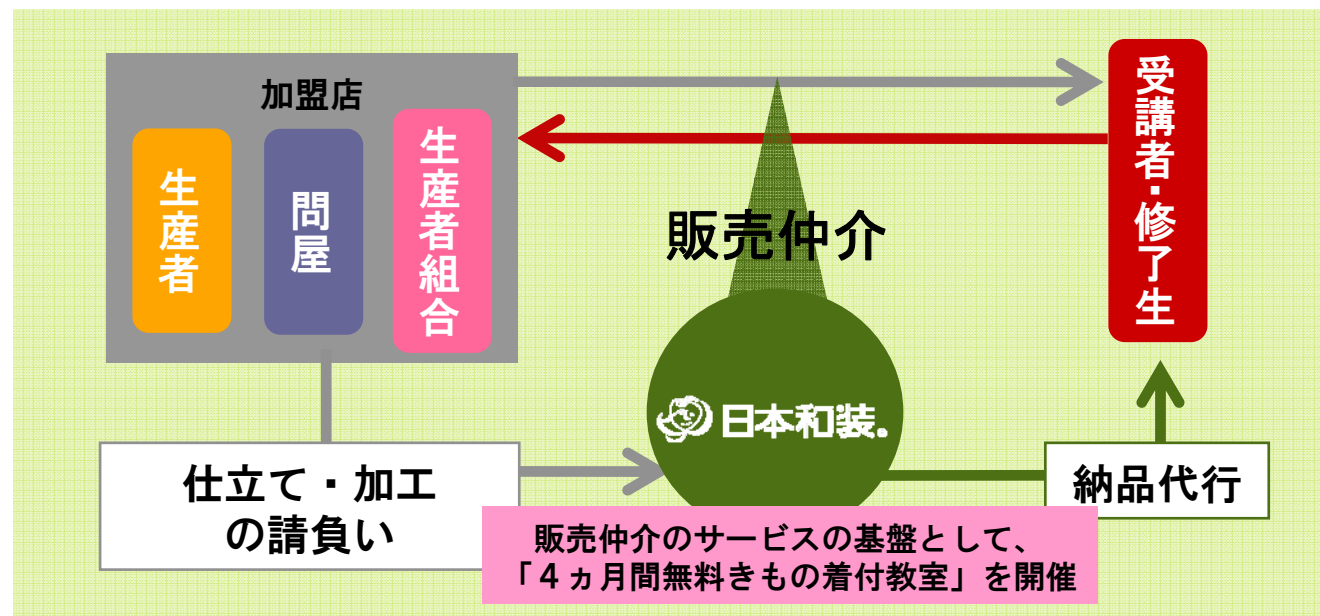 加盟店
生産者
問屋
生産者組合
受講者・修了生
販売仲介
日本和装.
仕立て・加工
の請負い
納品代行
販売仲介のサービスの基盤として、
「４ヵ月間無料きもの着付教室」を開催